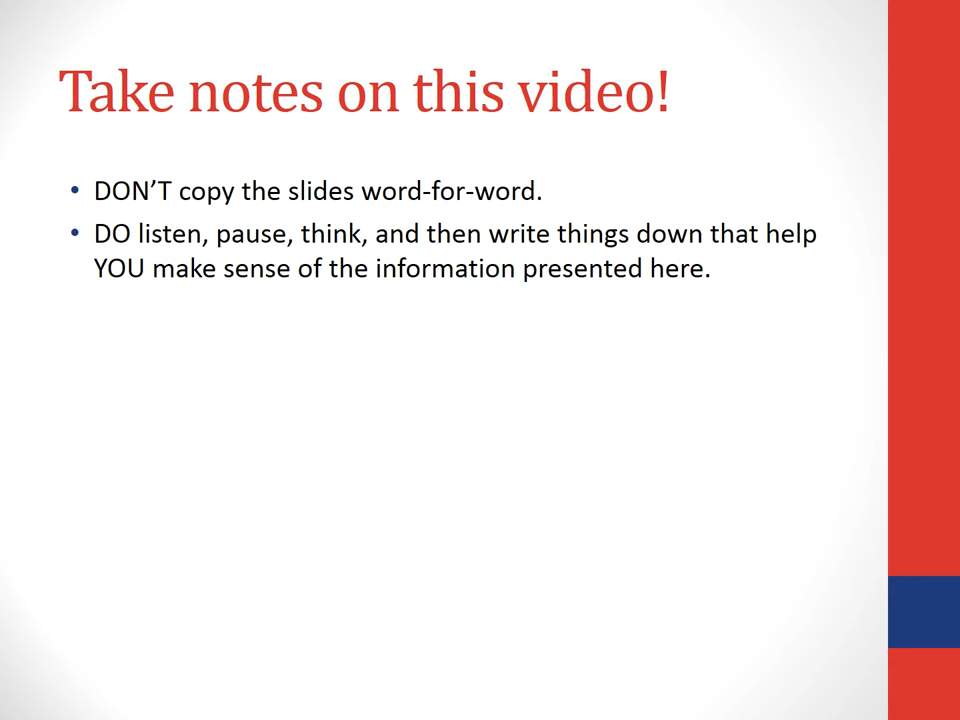 Take notes on this video!
• DON’T copy the slides word-for-word.
• DO listen, pause, think, and then write things down that help
YOU make sense of the information presented here.